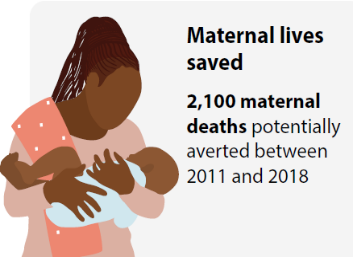 Maternal lives
saved
2,100 maternal
deaths potentially
averted between
2011 and 2018